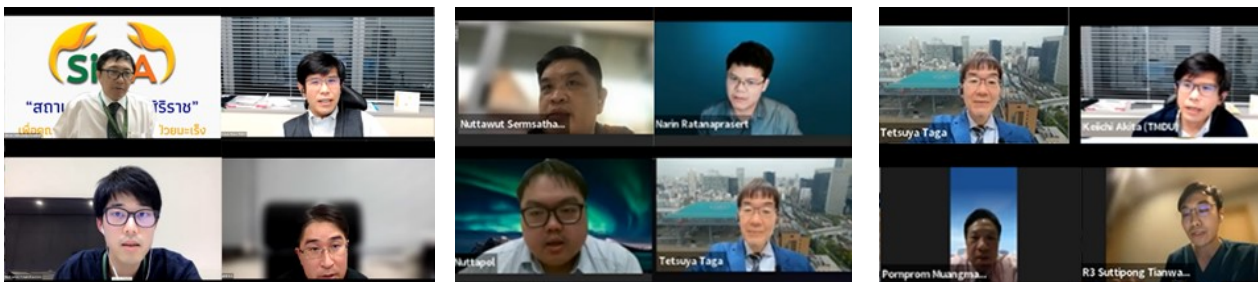 Si A
"สถา ศิริราช"
Nuttawut Sermsatha...
Narin Ratanaprasert
Nuttapol
Tetsuya Taga
Tetsuya Taga
Keiichi Akita (TMDU)
Pornprom Muangma...
R3 Suttipong Tianwa...